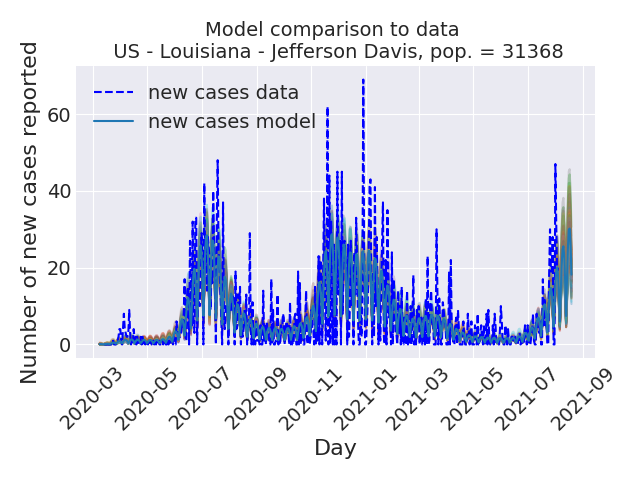 Model comparison to data
US - Louisiana - Jefferson Davis, pop. = 31368
Number of new cases reported
60
40
20
0
new cases data
new cases model
2020-03
2020-05
2020-07
2020-09
2020-11
2021-01
2021-03
2021-05
2021-07
2021-09
Day